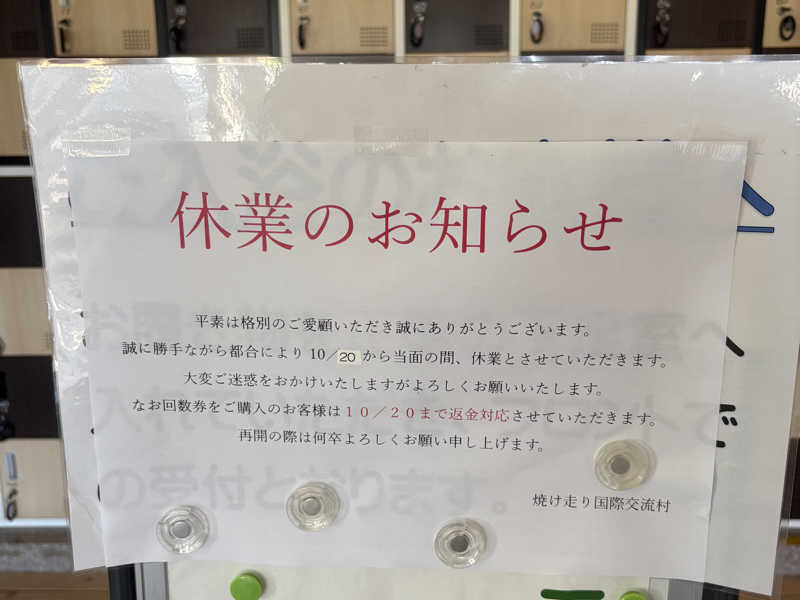 休業のお知らせ
平素は格別のご愛顧いただき誠にありがとうございます。
誠に勝手ながら都合により 10／20 から当面の間、休業とさせていただきます。
大変ご迷惑をおかけいたしますがよろしくお願いいたします。
なお回数券をご購入のお客様は１０／２０まで返金対応させていただきます。
再開の際は何卒よろしくお願い申し上げます。
焼け走り国際交流村